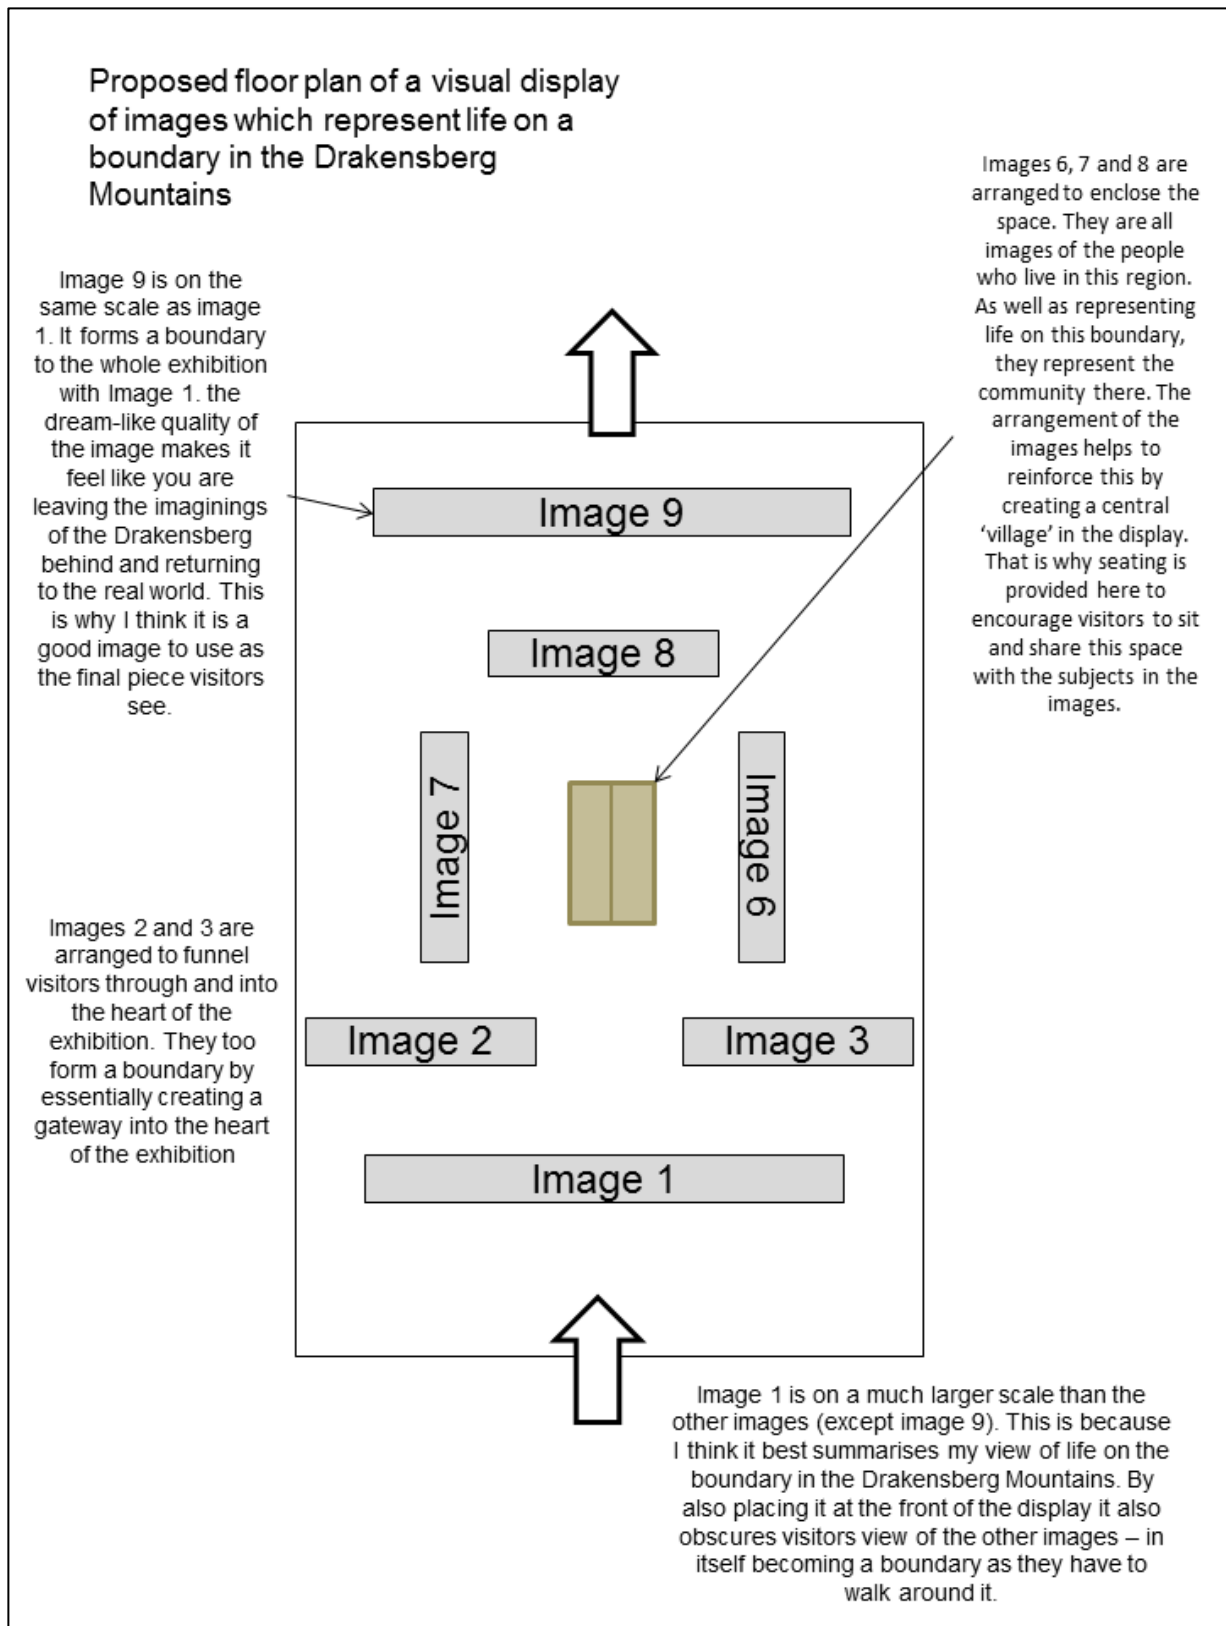 Proposed floor plan of a visual display
of images which represent life on a
boundary in the Drakensberg
Mountains
Images 6, 7 and 8 are
arranged to enclose the
space. They are all
images of the people
who live in this region.
As well as representing
life on this boundary,
they represent the
community there. The
arrangement of the
images helps to
reinforce this by
creating a central
‘village’ in the display.
That is why seating is
provided here to
encourage visitors to sit
and share this space
with the subjects in the
images.
Image 9 is on the
same scale as image
1. It forms a boundary
to the whole exhibition
with Image 1. the
dream-like quality of
the image makes it
feel like you are
leaving the imaginings
of the Drakensberg
behind and returning
to the real world. This
is why I think it is a
good image to use as
the final piece visitors
see.
Image 9
Image 8
Image 7
Image 6
Images 2 and 3 are
arranged to funnel
visitors through and into
the heart of the
exhibition. They too
form a boundary by
essentially creating a
gateway into the heart
of the exhibition
Image 2
Image 3
Image 1
Image 1 is on a much larger scale than the
other images (except image 9). This is because
I think it best summarises my view of life on the
boundary in the Drakensberg Mountains. By
also placing it at the front of the display it also
obscures visitors view of the other images – in
itself becoming a boundary as they have to
walk around it.